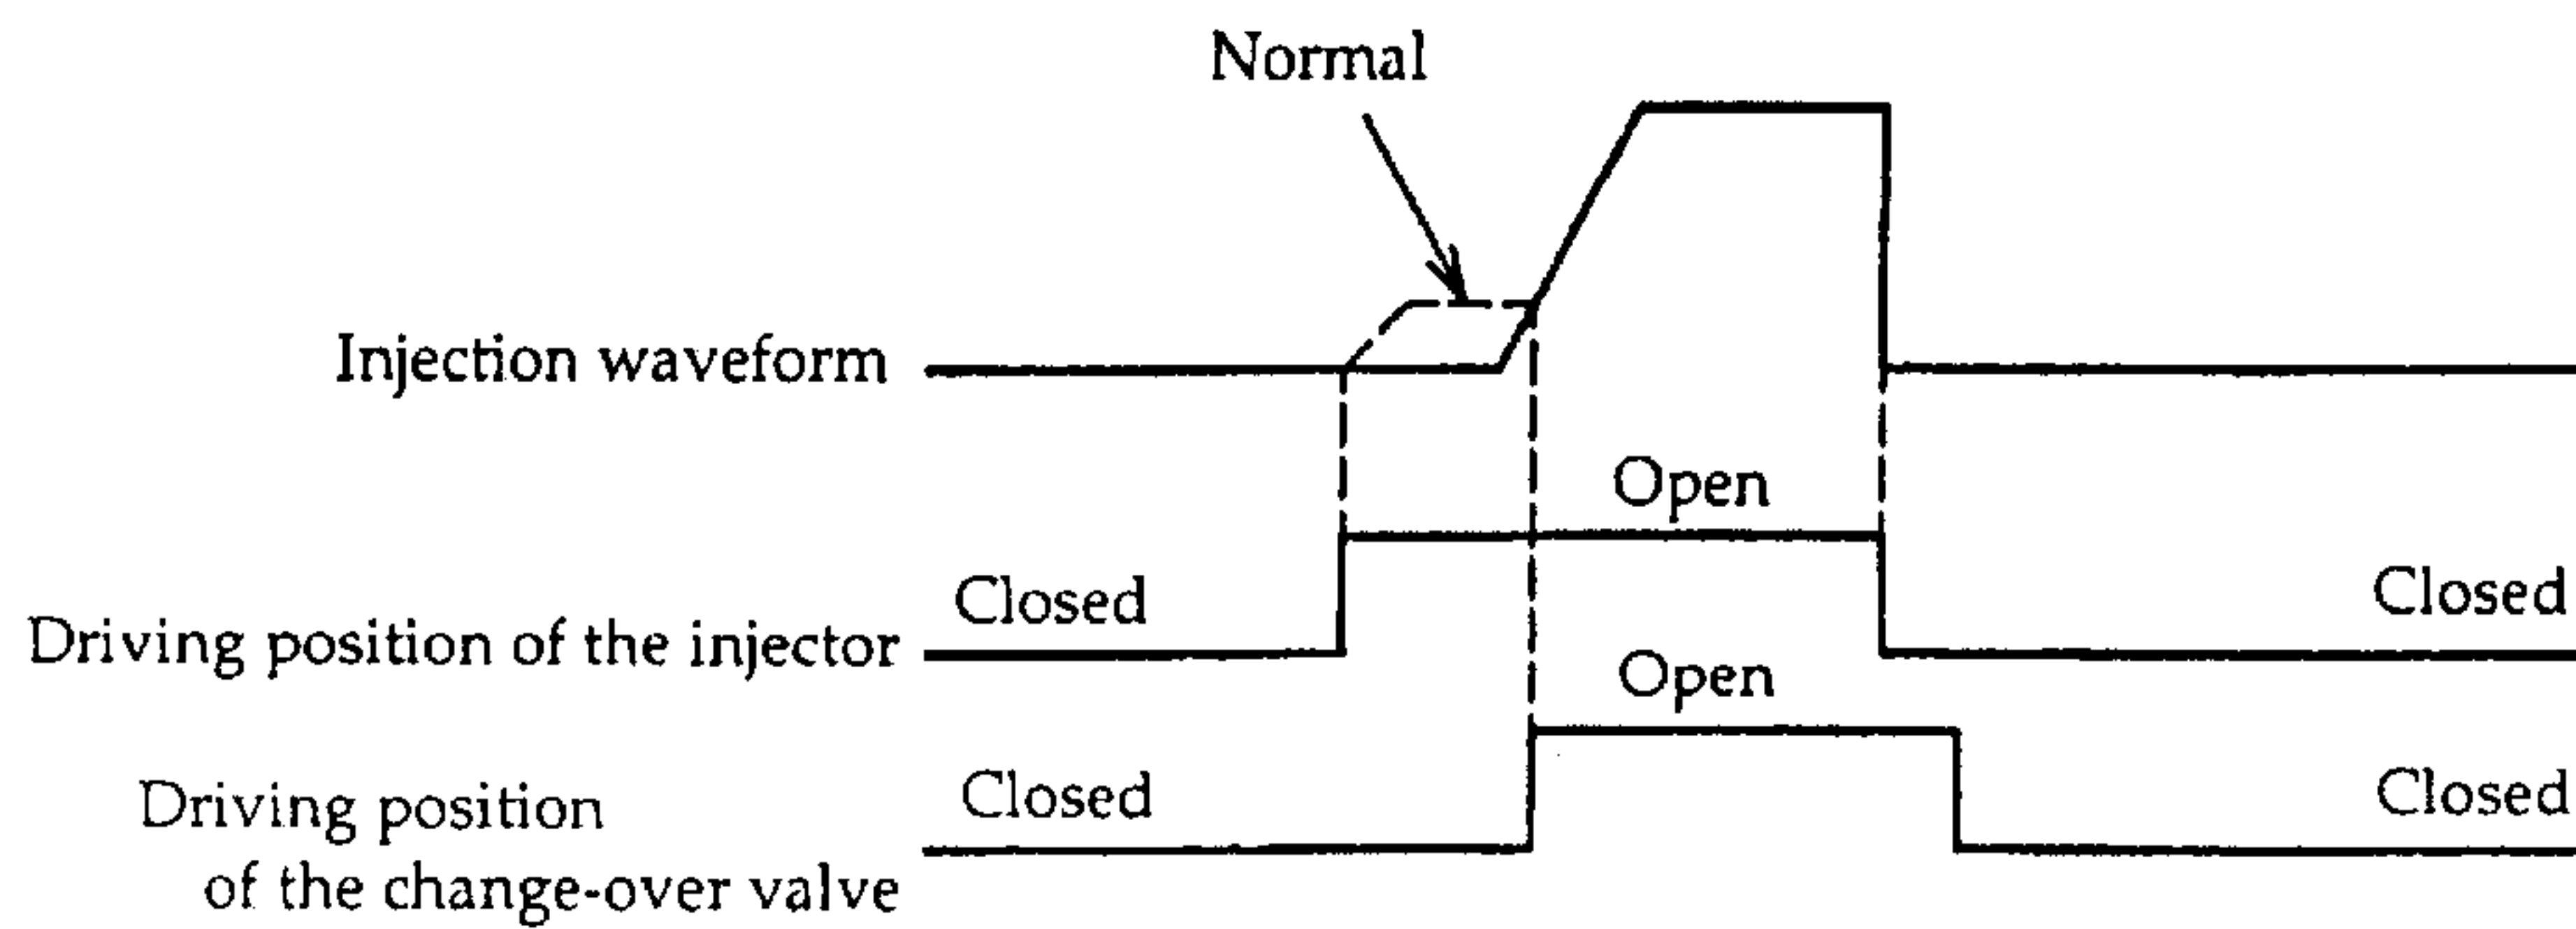 Normal
Injection waveform
Open
Closed
Closed
Driving position of the injector
Open
Closed
Closed
Driving position
of the change-over valve